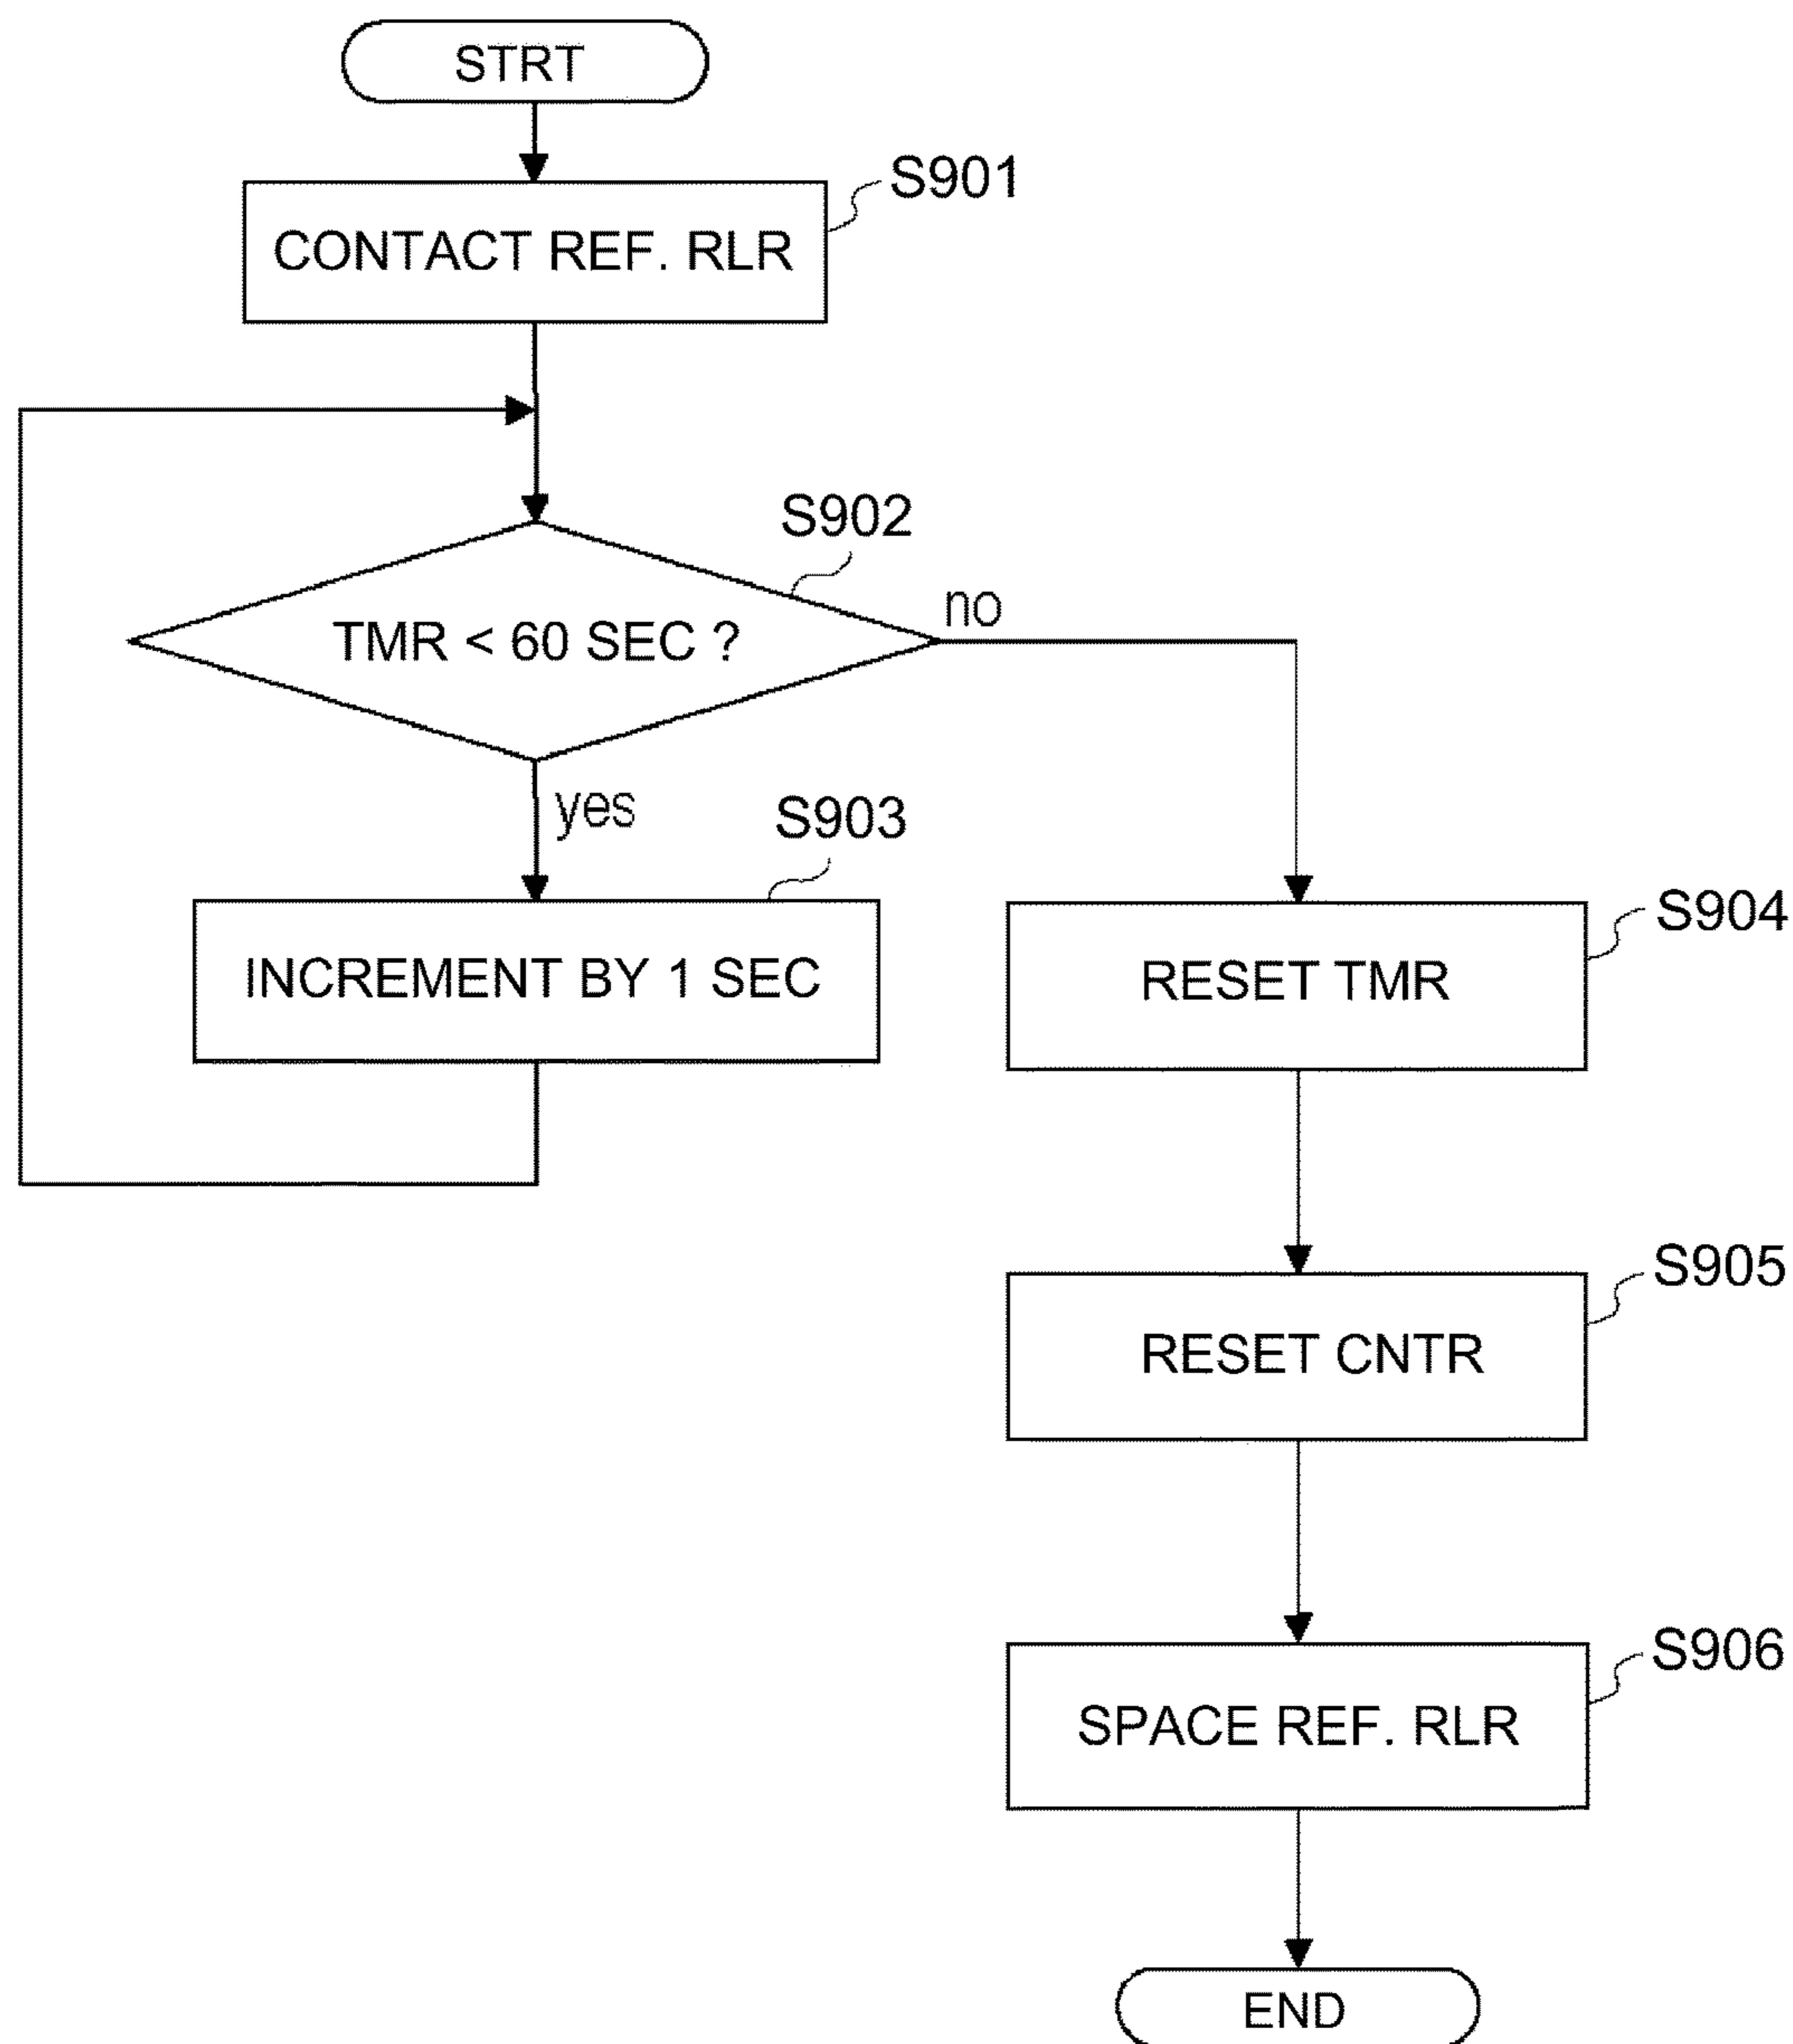 STRT
S901
CONTACT REF. RLR
S902
TMR < 60 SEC ?
no
yes
S903
INCREMENT BY 1 SEC
S904
RESET TMR
S905
RESET CNTR
S906
SPACE REF. RLR
END